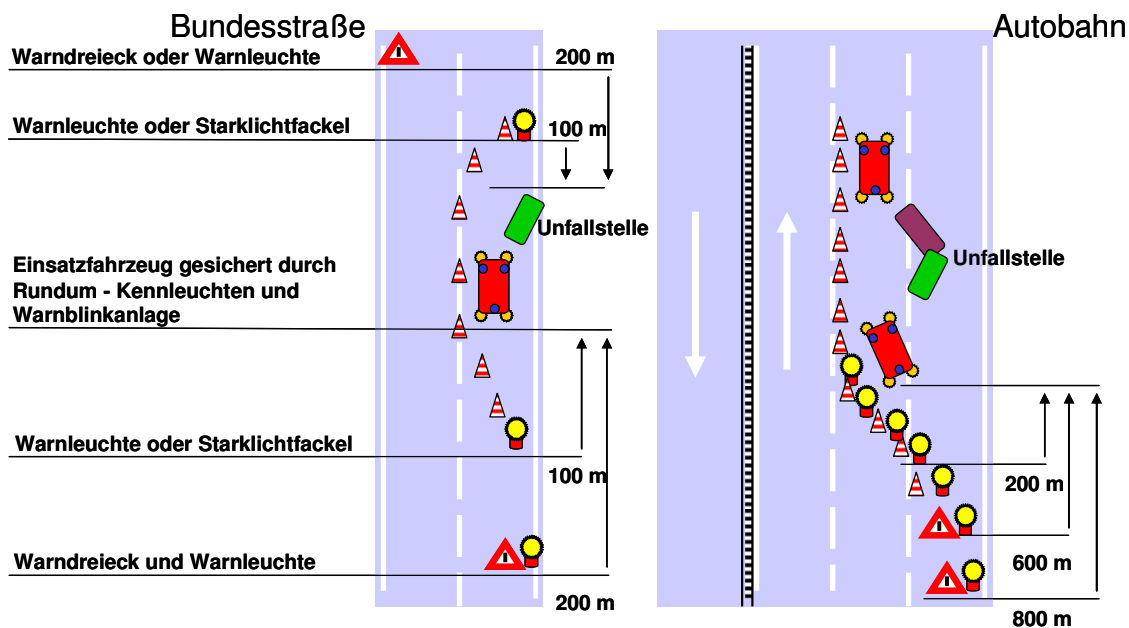 Bundesstraße
Autobahn
Warndreieck oder Warnleuchte
200 m
Warnleuchte oder Starklichtfackel
100 m
Unfallstelle
Einsatzfahrzeug gesichert durch
Rundum - Kennleuchten und
Warnblinkanlage
Unfallstelle
Warnleuchte oder Starklichtfackel
100 m
200 m
Warndreieck und Warnleuchte
600 m
200 m
800 m